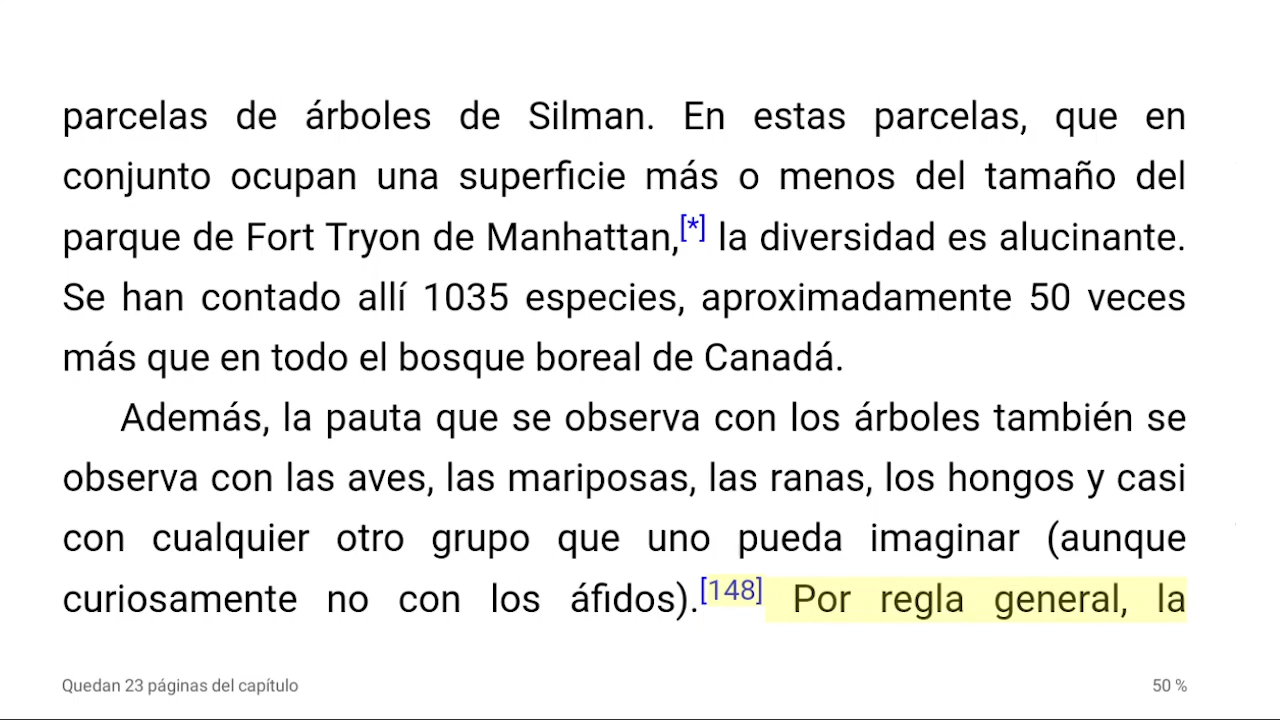 parcelas de árboles de Silman. En estas parcelas, que en
conjunto ocupan una superficie más o menos del tamaño del
parque de Fort Tryon de Manhattan,[*] la diversidad es alucinante.
Se han contado allí 1035 especies, aproximadamente 50 veces
más que en todo el bosque boreal de Canadá.
Además, la pauta que se observa con los árboles también se
observa con las aves, las mariposas, las ranas, los hongos y casi
con cualquier otro grupo que uno pueda imaginar (aunque
curiosamente no con los áfidos).[148] Por regla general, la
Quedan 23 páginas del capítulo
50 %